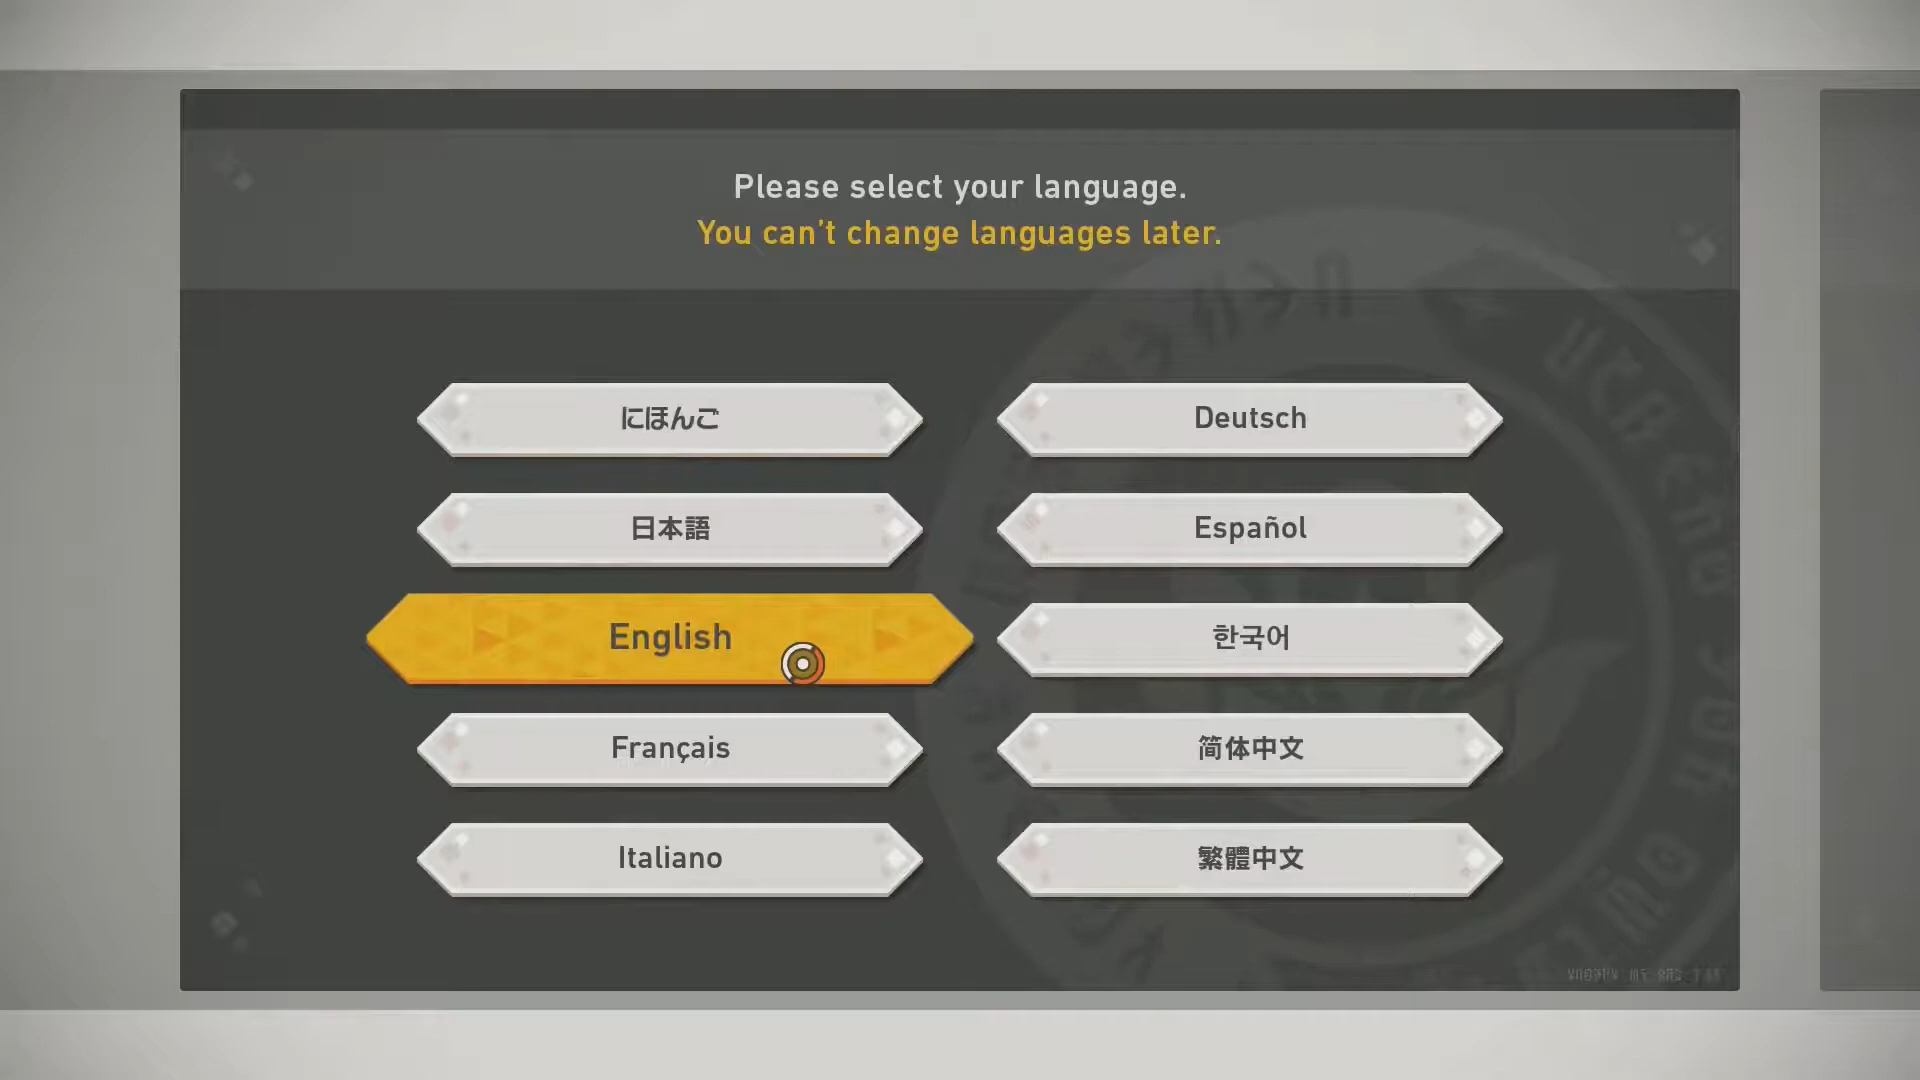 Please select your language.
You can't change languages later.
にほんご
日本語
English
Français
Italiano
Deutsch
Español
한국어
简体中文
繁體中文